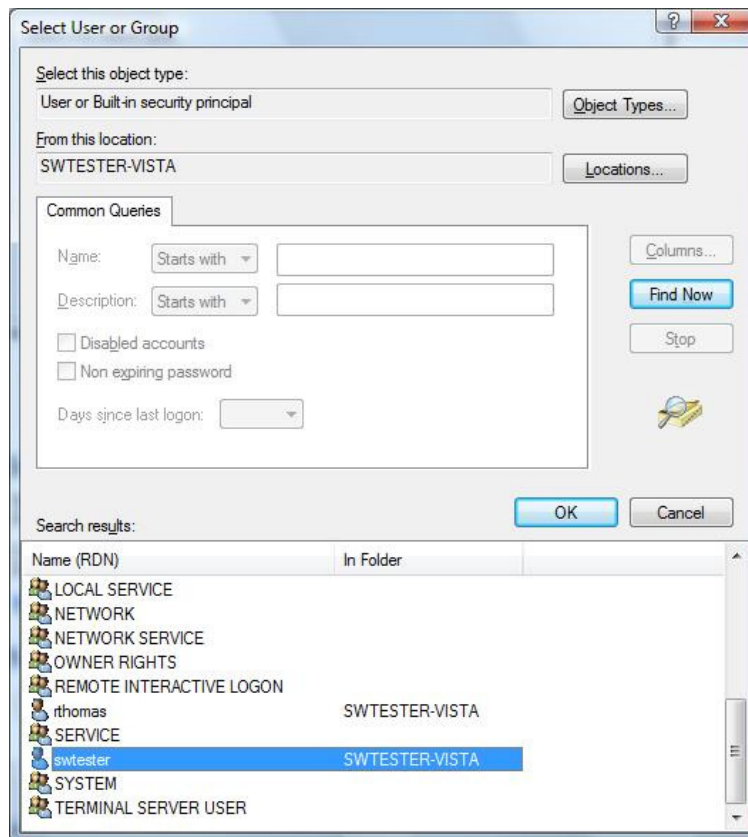 Select User or Group
Select this object type:
User or Built-in security principal
Object Types...
From this location:
SWTESTER-VISTA
Locations...
Common Queries
Name: Starts with
Columns...
Description: Starts with
Find Now
Disabled accounts
Stop
Non expiring password
Days since last logon:
OK Cancel
Search results:
Name (RDN) In Folder
LOCAL SERVICE
NETWORK
NETWORK SERVICE
OWNER RIGHTS
REMOTE INTERACTIVE LOGON
rthomas SWTESTER-VISTA
SERVICE
swtester SWTESTER-VISTA
SYSTEM
TERMINAL SERVER USER